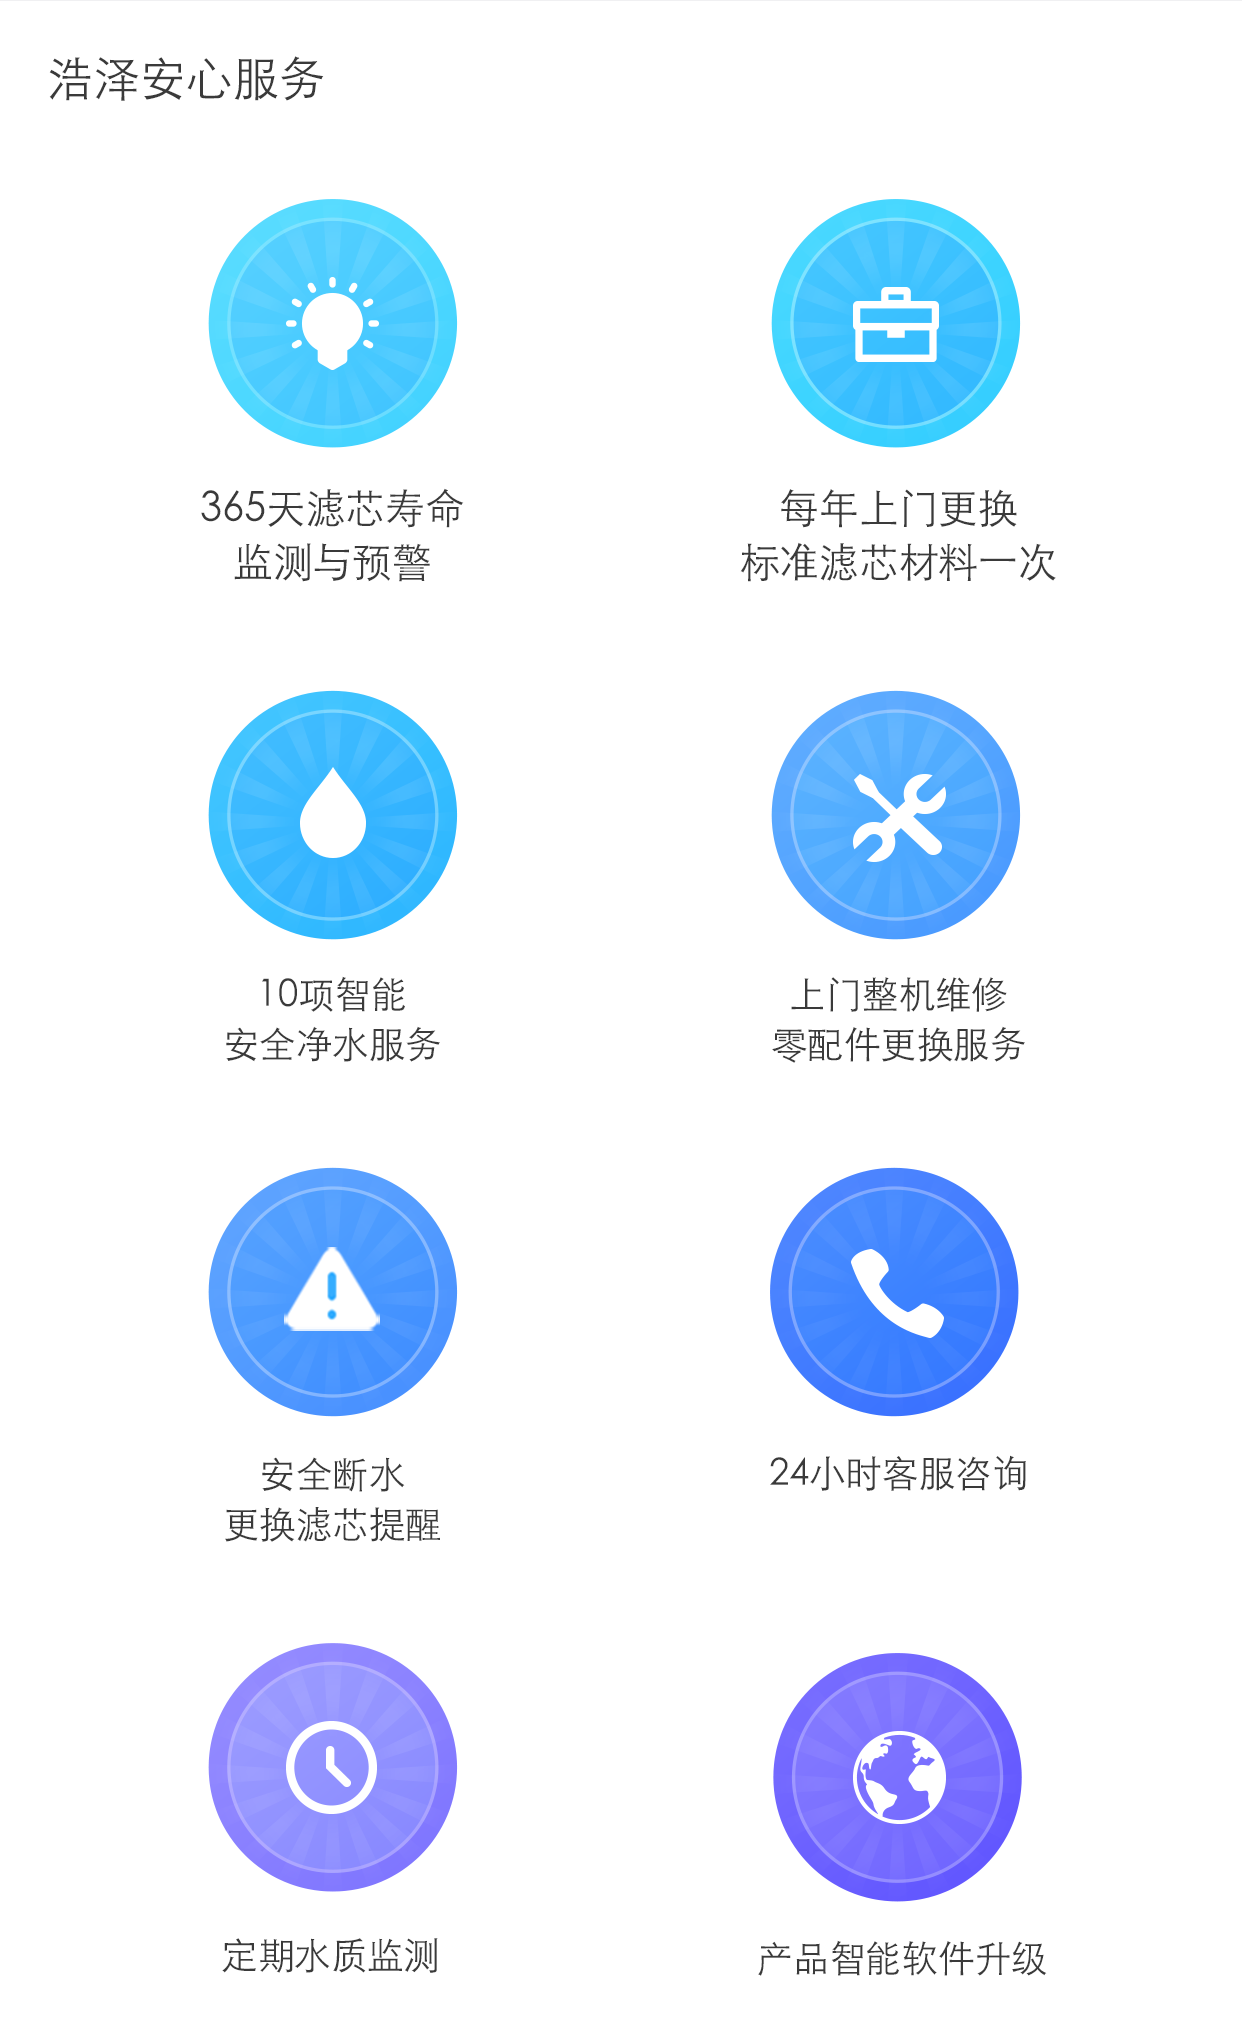 浩泽安心服务
365天滤芯寿命
监测与预警
每年上门更换
标准滤芯材料一次
10项智能
安全净水服务
上门整机维修
零配件更换服务
安全断水
更换滤芯提醒
24小时客服咨询
定期水质监测
产品智能软件升级